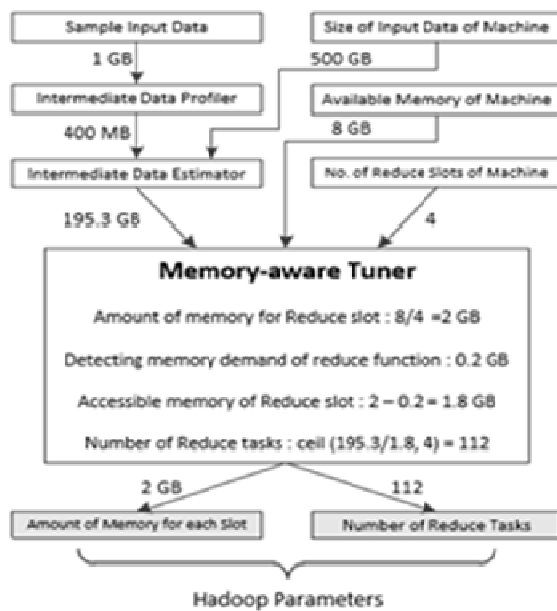 Sample Input Data
Size of Input Data of Machine
1 GB
500 GB
Intermediate Data Profiler
Available Memory of Machine
400 MB
8 GB
Intermediate Data Estimator
No. of Reduce Slots of Machine
195.3 GB
4
Memory-aware Tuner
Amount of memory for Reduce slot : 8/4 =2 GB
Detecting memory demand of reduce function : 0.2 GB
Accessible memory of Reduce slot : 2 – 0.2 = 1.8 GB
Number of Reduce tasks : ceil (195.3/1.8, 4) = 112
2 GB
112
Amount of Memory for each Slot
Number of Reduce Tasks
Hadoop Parameters